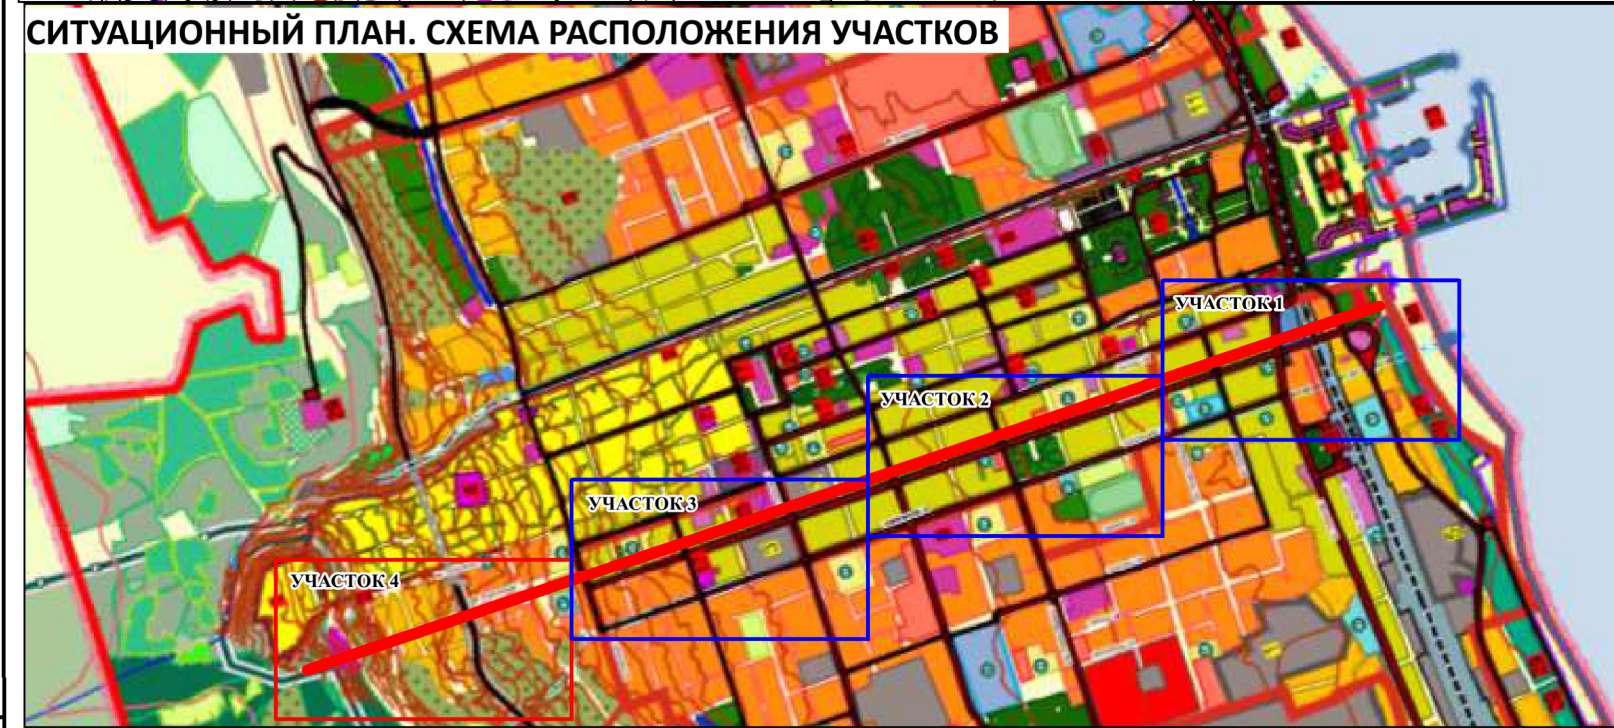 СИТУАЦИОННЫЙ ПЛАН. СХЕМА РАСПОЛОЖЕНИЯ УЧАСТКОВ
УЧАСТОК 1
УЧАСТОК 2
УЧАСТОК 3
УЧАСТОК 4